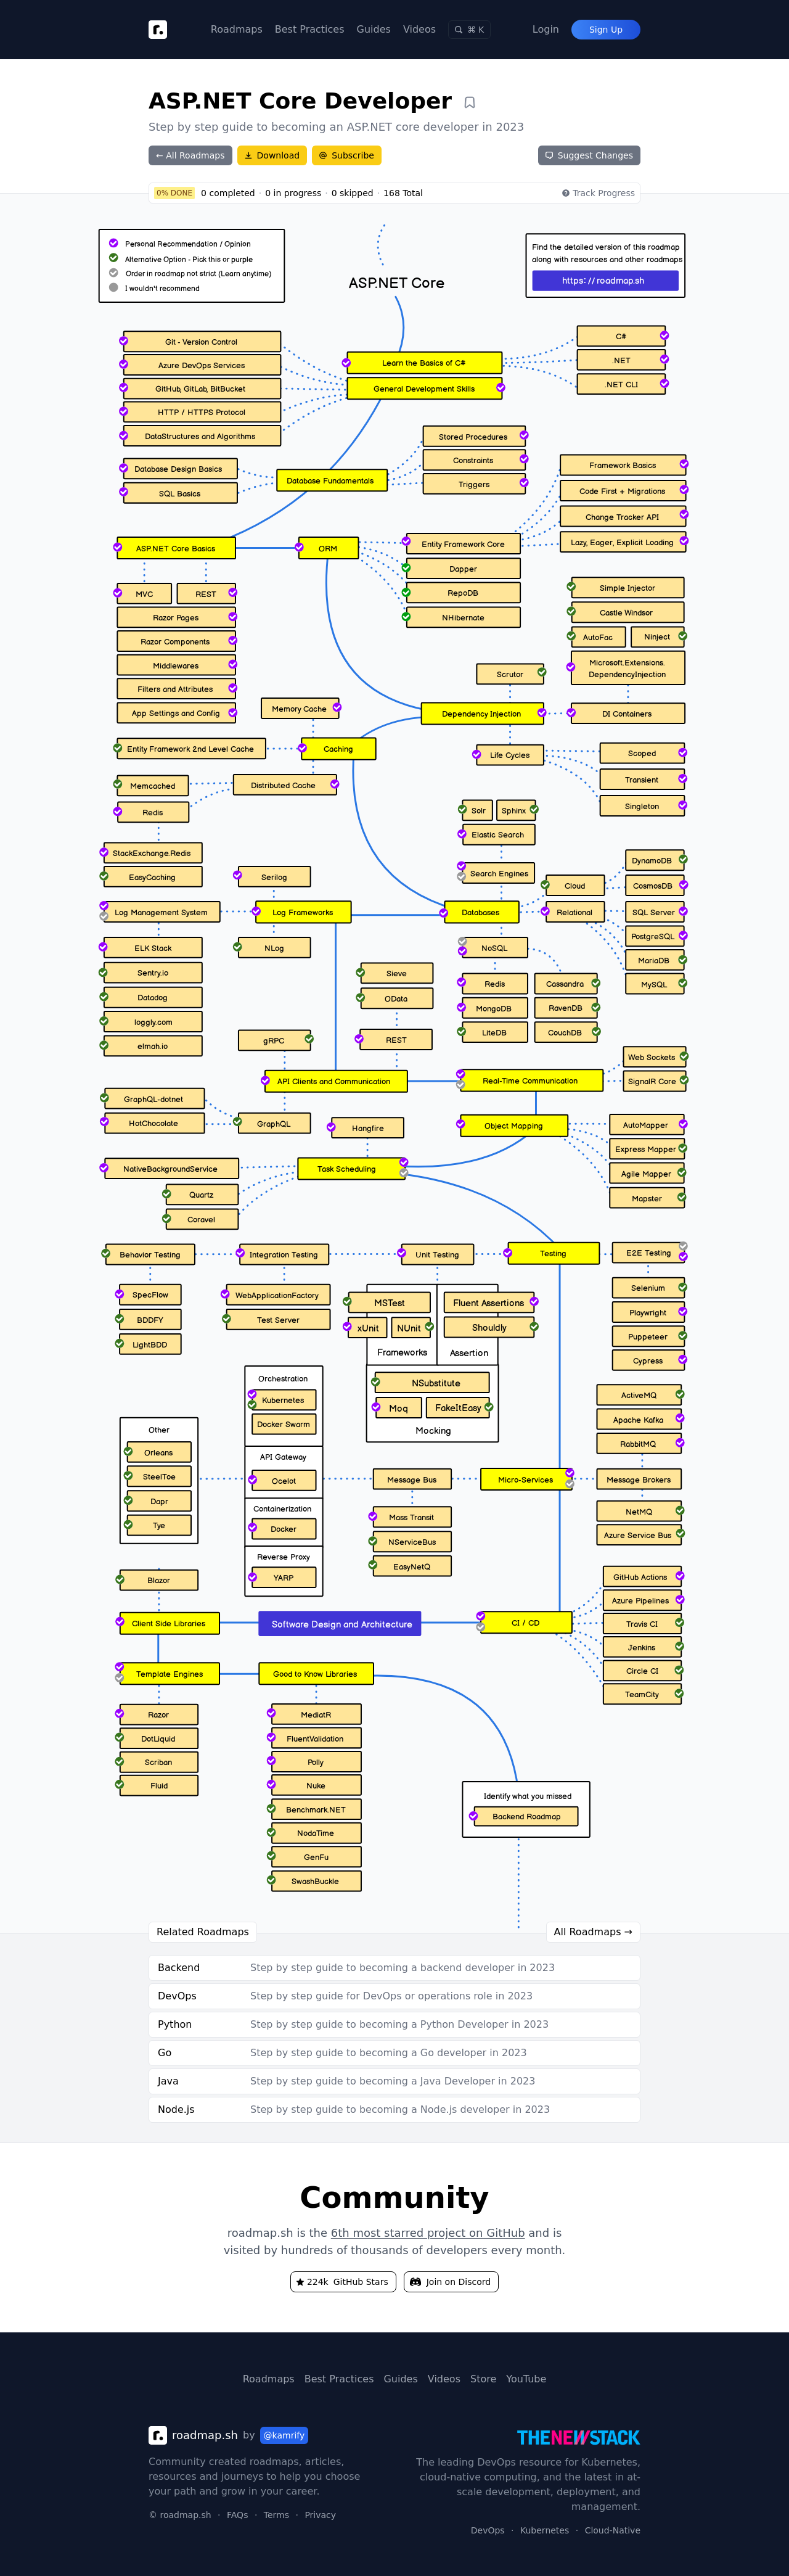 Roadmaps Best Practices Guides Videos ⌘ K Login Sign Up
ASP.NET Core Developer
Step by step guide to becoming an ASP.NET core developer in 2023
← All Roadmaps Download Subscribe Suggest Changes
0% DONE 0 completed · 0 in progress · 0 skipped · 168 Total Track Progress
Personal Recommendation / Opinion
Alternative Option - Pick this or purple
Order in roadmap not strict (Learn anytime)
I wouldn't recommend
Find the detailed version of this roadmap
along with resources and other roadmaps
https://roadmap.sh
ASP.NET Core
Git - Version Control
Azure DevOps Services
GitHub, GitLab, BitBucket
HTTP / HTTPS Protocol
DataStructures and Algorithms
Learn the Basics of C#
General Development Skills
C#
.NET
.NET CLI
Database Design Basics
SQL Basics
Database Fundamentals
Stored Procedures
Constraints
Triggers
Framework Basics
Code First + Migrations
Change Tracker API
Lazy, Eager, Explicit Loading
ASP.NET Core Basics
ORM
Entity Framework Core
Dapper
RepoDB
NHibernate
MVC
REST
Razor Pages
Razor Components
Middlewares
Filters and Attributes
App Settings and Config
Simple Injector
Castle Windsor
AutoFac
Ninject
Microsoft.Extensions.
DependencyInjection
Scrutor
Memory Cache
Dependency Injection
DI Containers
Entity Framework 2nd Level Cache
Caching
Life Cycles
Scoped
Transient
Singleton
Memcached
Distributed Cache
Redis
Solr
Sphinx
Elastic Search
StackExchange.Redis
EasyCaching
Serilog
Search Engines
Cloud
DynamoDB
CosmosDB
Log Management System
Log Frameworks
Databases
Relational
SQL Server
PostgreSQL
MariaDB
MySQL
ELK Stack
Sentry.io
Datadog
loggly.com
elmah.io
NLog
NoSQL
Sieve
OData
Redis
Cassandra
MongoDB
RavenDB
LiteDB
CouchDB
gRPC
REST
Web Sockets
SignalR Core
API Clients and Communication
Real-Time Communication
GraphQL-dotnet
HotChocolate
GraphQL
Hangfire
Object Mapping
AutoMapper
Express Mapper
Agile Mapper
Mapster
NativeBackgroundService
Task Scheduling
Quartz
Coravel
Behavior Testing
Integration Testing
Unit Testing
Testing
E2E Testing
SpecFlow
BDDFY
LightBDD
WebApplicationFactory
Test Server
MSTest
xUnit
NUnit
Frameworks
Fluent Assertions
Shouldly
Assertion
NSubstitute
Moq
FakeItEasy
Mocking
Selenium
Playwright
Puppeteer
Cypress
Orchestration
Kubernetes
Docker Swarm
API Gateway
Ocelot
Containerization
Docker
Reverse Proxy
YARP
Other
Orleans
SteelToe
Dapr
Tye
Message Bus
Mass Transit
NServiceBus
EasyNetQ
Micro-Services
ActiveMQ
Apache Kafka
RabbitMQ
Message Brokers
NetMQ
Azure Service Bus
Blazor
Client Side Libraries
Software Design and Architecture
CI / CD
GitHub Actions
Azure Pipelines
Travis CI
Jenkins
Circle CI
TeamCity
Template Engines
Good to Know Libraries
Razor
DotLiquid
Scriban
Fluid
MediatR
FluentValidation
Polly
Nuke
Benchmark.NET
NodaTime
GenFu
SwashBuckle
Identify what you missed
Backend Roadmap
Related Roadmaps All Roadmaps →
Backend Step by step guide to becoming a backend developer in 2023
DevOps Step by step guide for DevOps or operations role in 2023
Python Step by step guide to becoming a Python Developer in 2023
Go Step by step guide to becoming a Go developer in 2023
Java Step by step guide to becoming a Java Developer in 2023
Node.js Step by step guide to becoming a Node.js developer in 2023
Community
roadmap.sh is the 6th most starred project on GitHub and is
visited by hundreds of thousands of developers every month.
224k GitHub Stars Join on Discord
Roadmaps Best Practices Guides Videos Store YouTube
roadmap.sh by @kamrify
Community created roadmaps, articles,
resources and journeys to help you choose
your path and grow in your career.
© roadmap.sh · FAQs · Terms · Privacy
THENEWSTACK
The leading DevOps resource for Kubernetes,
cloud-native computing, and the latest in at-
scale development, deployment, and
management.
DevOps · Kubernetes · Cloud-Native